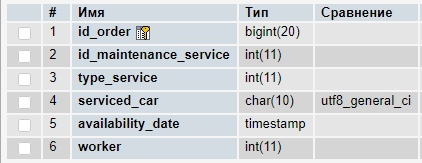 # Имя Тип Сравнение
1 id_order bigint(20)
2 id_maintenance_service int(11)
3 type_service int(11)
4 serviced_car char(10) utf8_general_ci
5 availability_date timestamp
6 worker int(11)